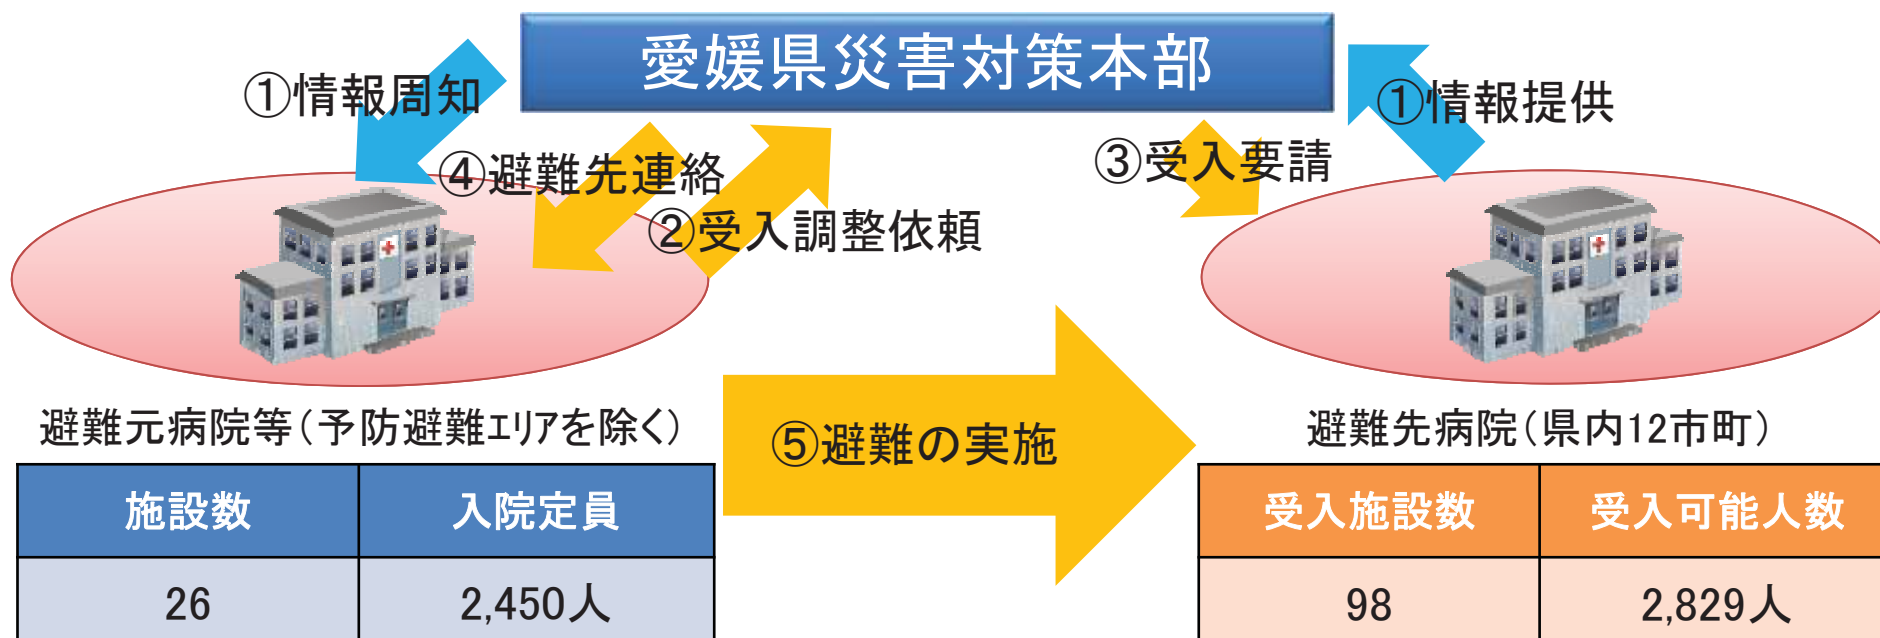 愛媛県災害対策本部
①情報周知
①情報提供
④避難先連絡
③受入要請
②受入調整依頼
避難元病院等（予防避難エリアを除く）
⑤避難の実施
避難先病院（県内12市町）
施設数
入院定員
26
2,450人
受入施設数
受入可能人数
98
2,829人